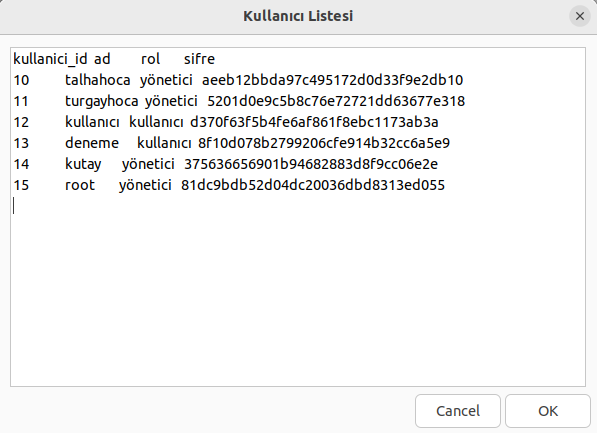 Kullanıcı Listesi
kullanici_id ad rol sifre
10 talhahoca yönetici aeeb12bbda97c495172d0d33f9e2db10
11 turgayhoca yönetici 5201d0e9c5b8c76e72721dd63677e318
12 kullanıcı kullanıcı d370f63f5b4fe6af861f8ebc1173ab3a
13 deneme kullanıcı 8f10d078b2799206cfe914b32cc6a5e9
14 kutay yönetici 375636656901b94682883d8f9cc06e2e
15 root yönetici 81dc9bdb52d04dc20036dbd8313ed055
Cancel OK